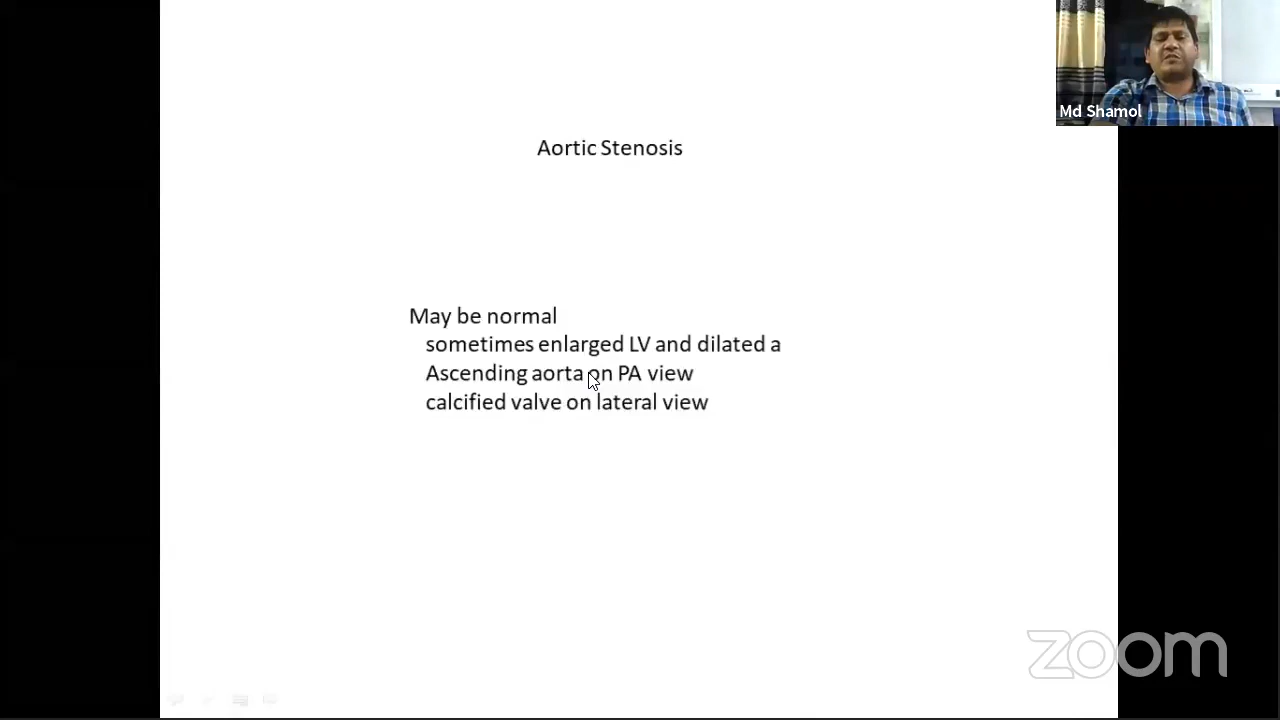 Md Shamol
Aortic Stenosis
May be normal
sometimes enlarged LV and dilated a
Ascending aorta on PA view
calcified valve on lateral view
zoom